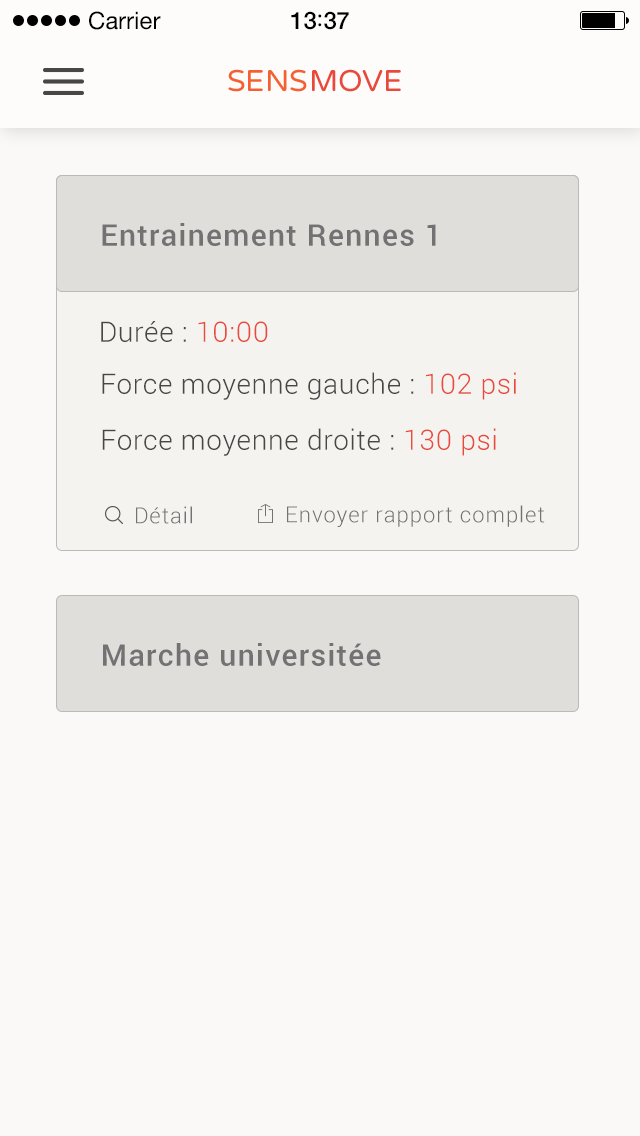 Carrier 13:37
SENSMOVE
Entrainement Rennes 1
Durée : 10:00
Force moyenne gauche : 102 psi
Force moyenne droite : 130 psi
Détail Envoyer rapport complet
Marche universitée